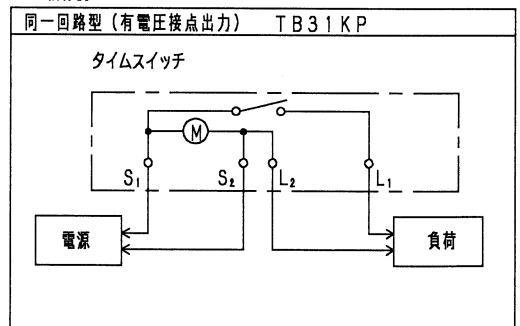 同一回路型（有電圧接点出力） TB31KP
タイムスイッチ
M
S₁ S₂ L₂ L₁
電源 負荷